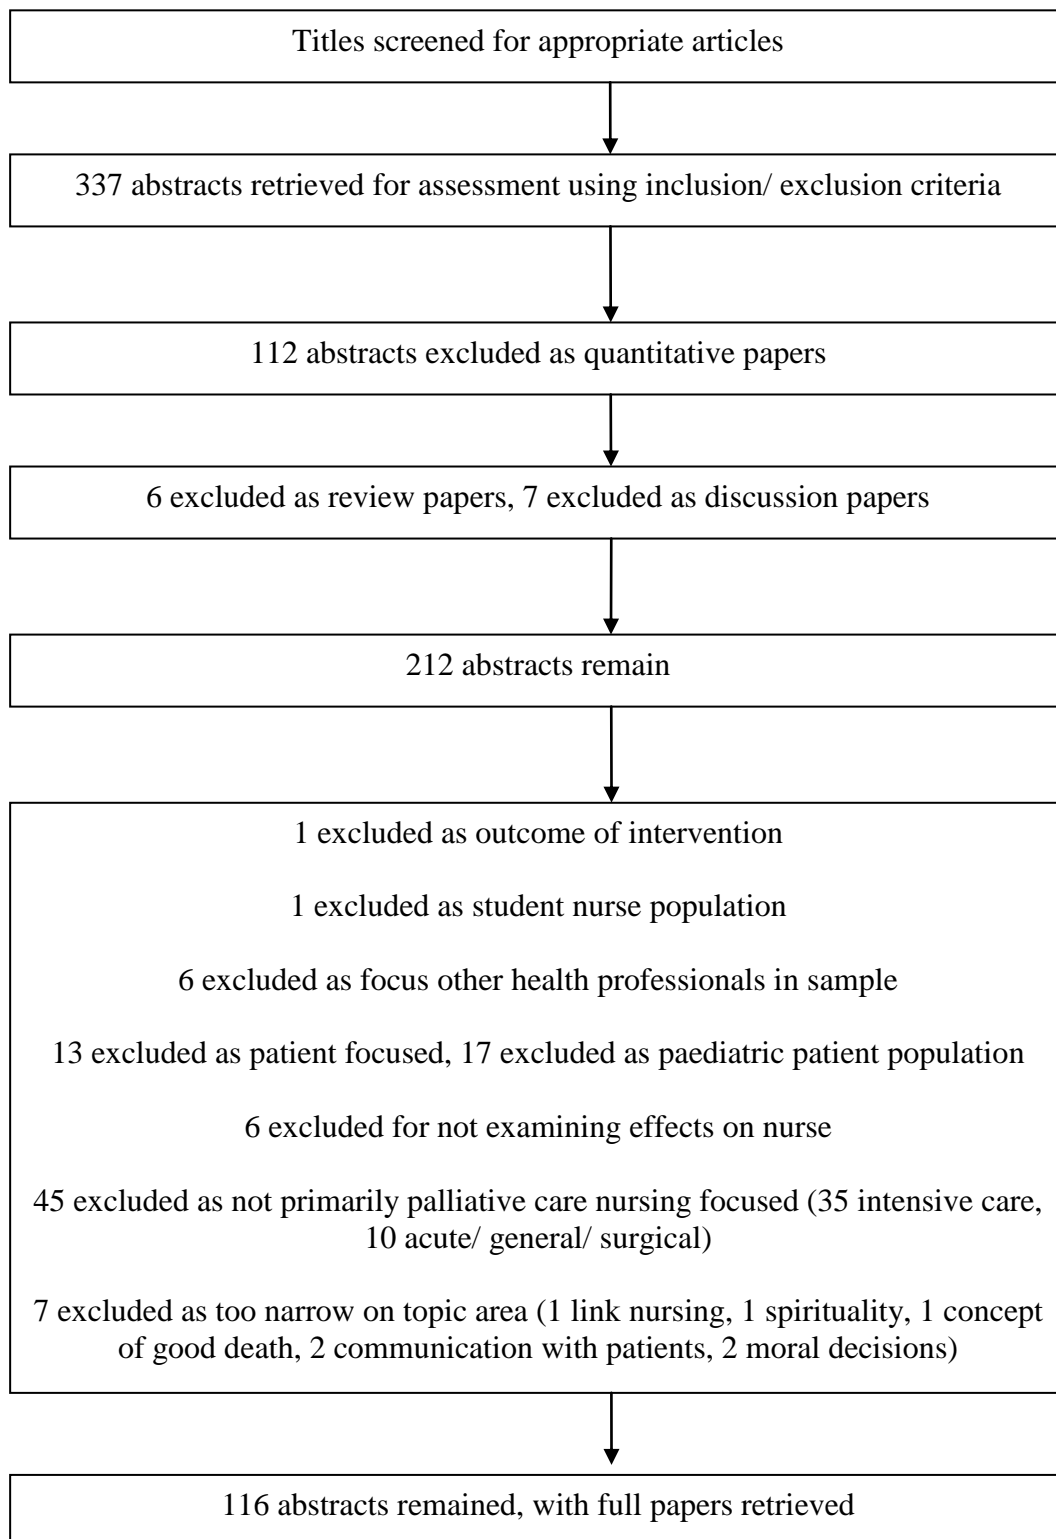 Titles screened for appropriate articles
337 abstracts retrieved for assessment using inclusion/ exclusion criteria
112 abstracts excluded as quantitative papers
6 excluded as review papers, 7 excluded as discussion papers
212 abstracts remain
1 excluded as outcome of intervention
1 excluded as student nurse population
6 excluded as focus other health professionals in sample
13 excluded as patient focused, 17 excluded as paediatric patient population
6 excluded for not examining effects on nurse
45 excluded as not primarily palliative care nursing focused (35 intensive care,
10 acute/ general/ surgical)
7 excluded as too narrow on topic area (1 link nursing, 1 spirituality, 1 concept
of good death, 2 communication with patients, 2 moral decisions)
116 abstracts remained, with full papers retrieved